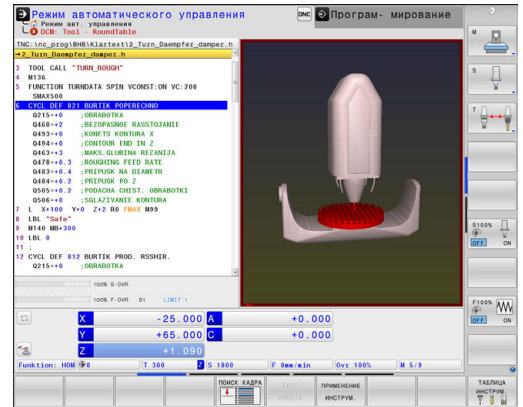 Режим автоматического управления
DNC
Програм- мирование
Режим авт. управления
DCM: Tool - RoundTable
TNC:\nc_prog\BHB\Klartext\2_Turn_Daempfer_damper.h
→2_Turn_Daempfer_damper.h
3 TOOL CALL "TURN_ROUGH"
4 M136
5 FUNCTION TURNDATA SPIN VCONST:ON VC:200
SMAX500
6 CYCL DEF 821 BURTIK POPERECHNO
Q215=+0 ;OBRABOTKA
Q460=+2 ;BEZOPASNOE RASSTOJANIE
Q493=+0 ;KONETS KONTURA X
Q494=+0 ;CONTOUR END IN Z
Q463=+3 ;MAKS.GLUBINA REZANIJA
Q478=+0.3 ;ROUGHING FEED RATE
Q483=+0.4 ;PRIPUSK NA DIAMETR
Q484=+0.2 ;PRIPUSK PO Z
Q505=+0.2 ;PODACHA CHIST. OBRABOTKI
Q506=+0 ;SGLAZIVANIE KONTURA
7 L X+100 Y+0 Z+2 R0 FMAX M99
8 LBL "Safe"
9 M140 MB+300
10 LBL 0
11 ;
12 CYCL DEF 812 BURTIK PROD. RSSHIR.
Q215=+0 ;OBRABOTKA
100% S-OVR
100% F-OVR S1 LIMIT 1
X -25.000 A +0.000
Y +65.000 C +0.000
Z +1.090
Funktion: HOM 0 T 300 Z S 1000 F 0mm/min Ovr 100% M 5/9
ПОИСК КАДРА
ПРИМЕНЕНИЕ
ИНСТРУМ.
ТАБЛИЦА
ИНСТРУМ.
M
S
T
S100%
OFF ON
F100%
OFF ON